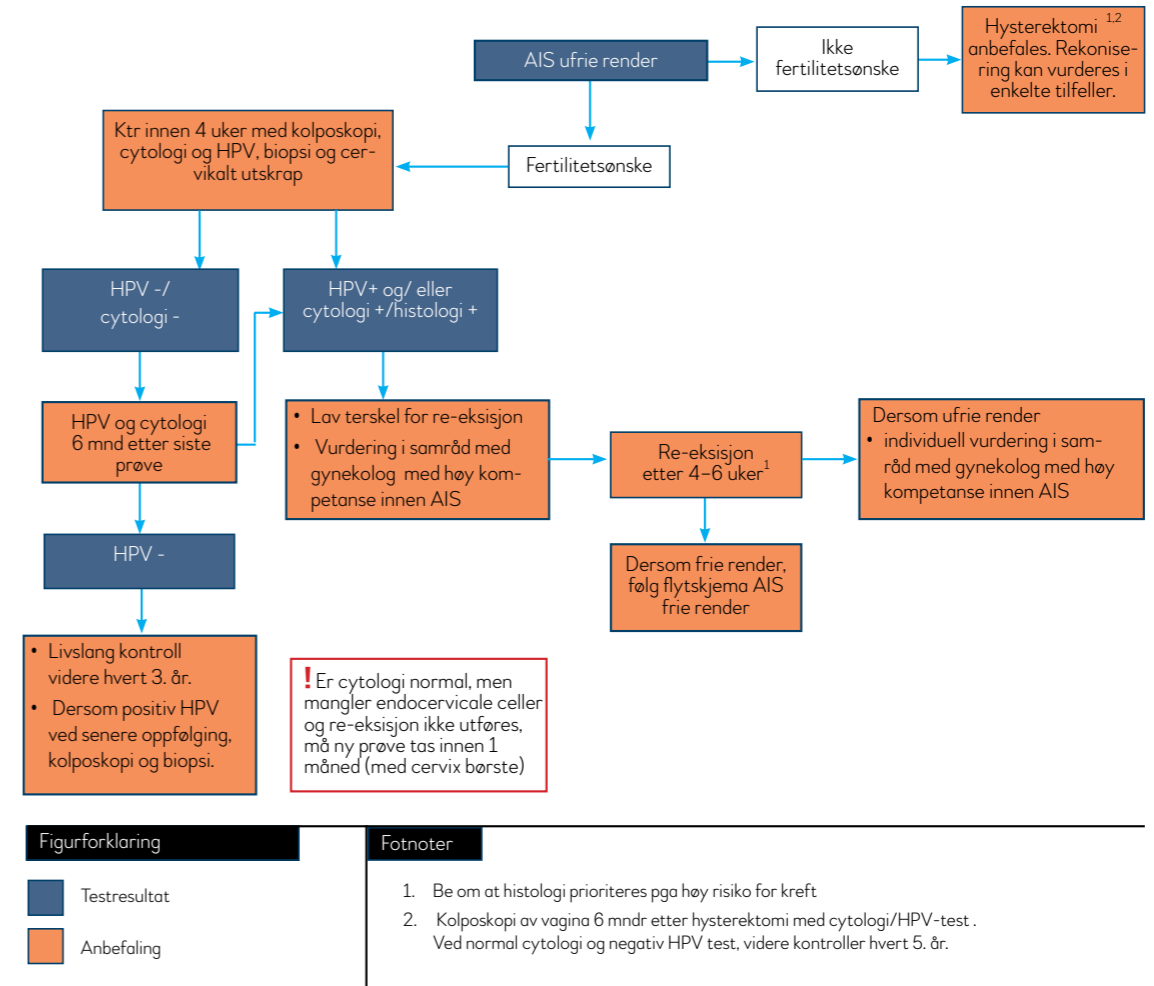 AIS ufrie render
Ikke
fertilitetsønske
Hysterektomi 1,2
anbefales. Rekonise-
ring kan vurderes i
enkelte tilfeller.
Fertilitetsønske
Ktr innen 4 uker med kolposkopi,
cytologi og HPV, biopsi og cer-
vikalt utskrap
HPV -/
cytologi -
HPV+ og/ eller
cytologi +/histologi +
HPV og cytologi
6 mnd etter siste
prøve
• Lav terskel for re-eksisjon
• Vurdering i samråd med
gynekolog med høy kom-
petanse innen AIS
Re-eksisjon
etter 4–6 uker1
Dersom ufrie render
• individuell vurdering i sam-
råd med gynekolog med høy
kompetanse innen AIS
HPV -
Dersom frie render,
følg flytskjema AIS
frie render
• Livslang kontroll
videre hvert 3. år.
• Dersom positiv HPV
ved senere oppfølging,
kolposkopi og biopsi.
! Er cytologi normal, men
mangler endocervicale celler
og re-eksisjon ikke utføres,
må ny prøve tas innen 1
måned (med cervix børste)
Figurforklaring
Testresultat
Anbefaling
Fotnoter
1. Be om at histologi prioriteres pga høy risiko for kreft
2. Kolposkopi av vagina 6 mndr etter hysterektomi med cytologi/HPV-test .
Ved normal cytologi og negativ HPV test, videre kontroller hvert 5. år.